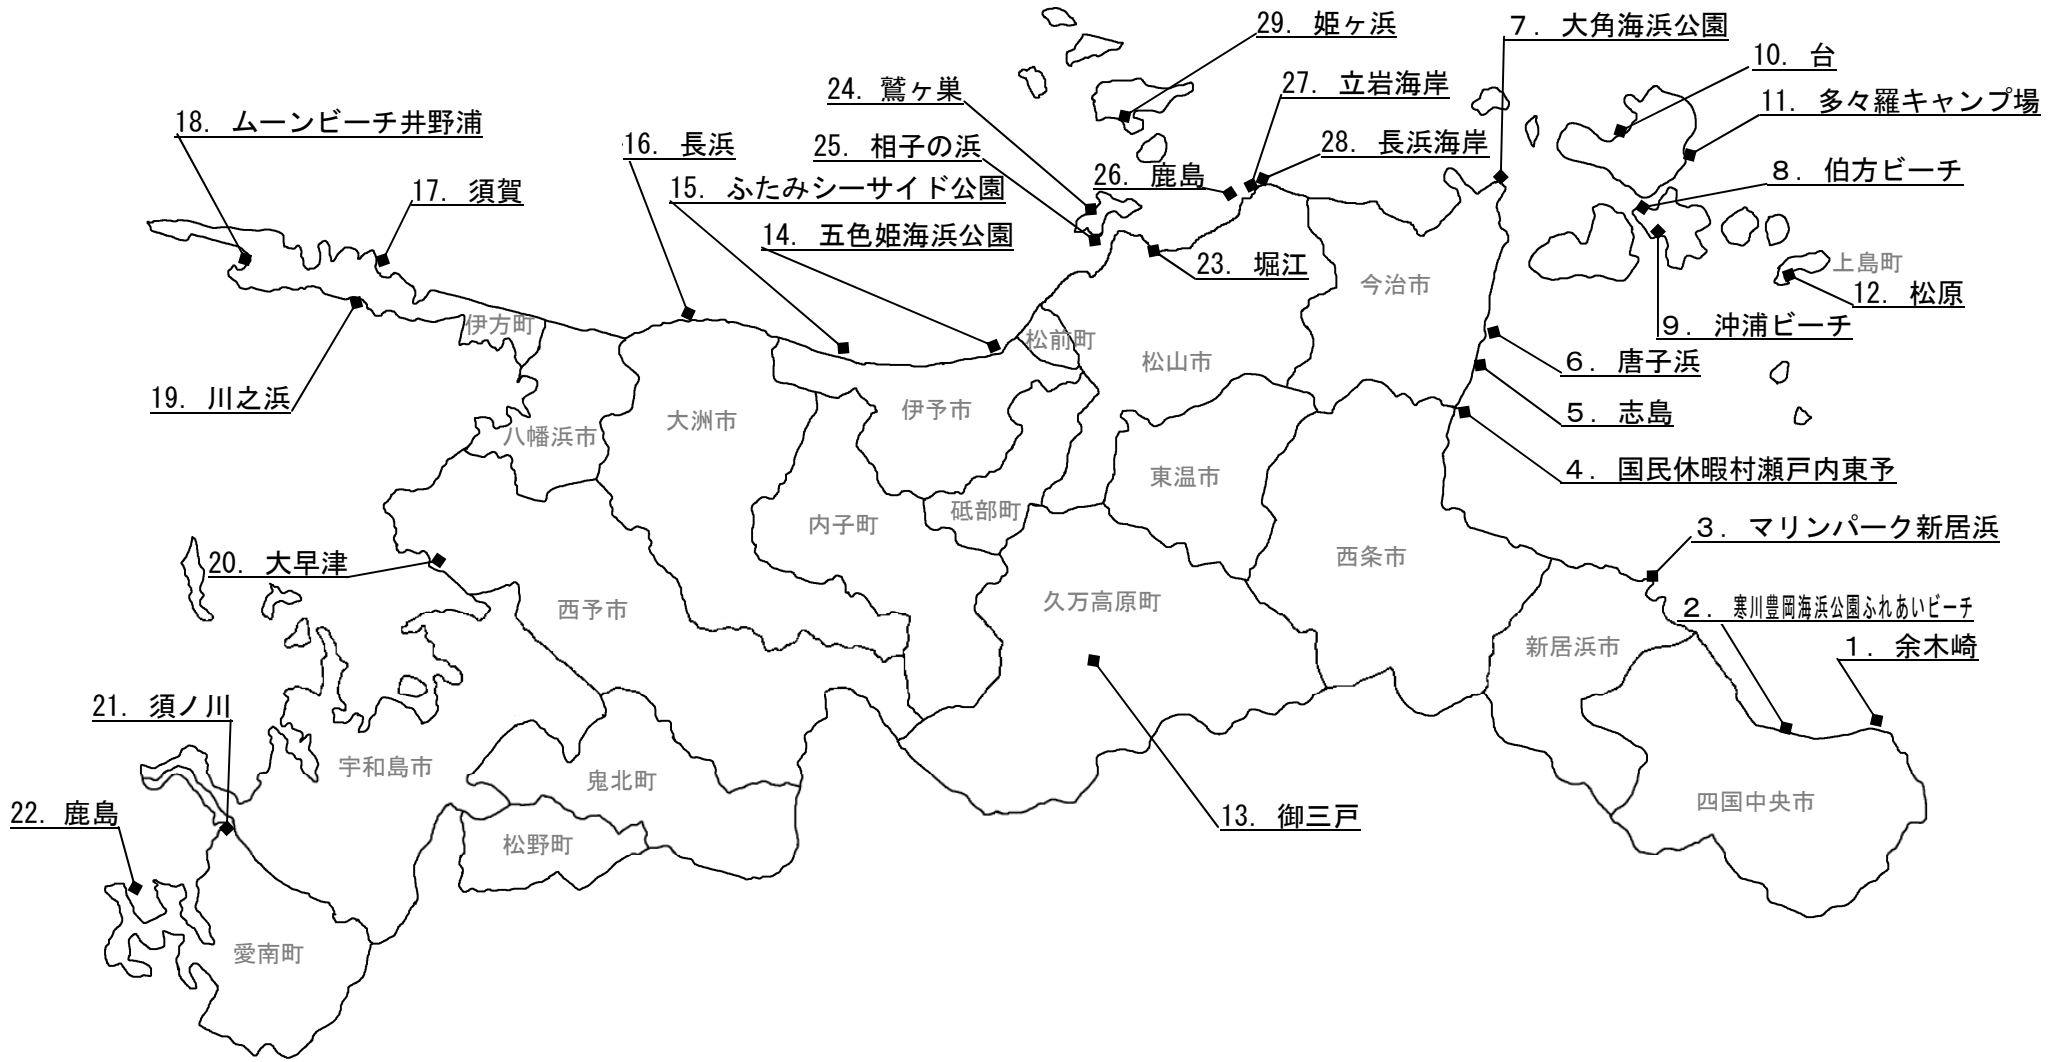 29. 姫ヶ浜
７. 大角海浜公園
10. 台
27. 立岩海岸
24. 鷲ヶ巣
11. 多々羅キャンプ場
18. ムーンビーチ井野浦
16. 長浜
25. 相子の浜
28. 長浜海岸
８. 伯方ビーチ
26. 鹿島
15. ふたみシーサイド公園
17. 須賀
14. 五色姫海浜公園
23. 堀江
上島町
今治市
12. 松原
伊方町
９. 沖浦ビーチ
松前町
松山市
６. 唐子浜
19. 川之浜
伊予市
５. 志島
大洲市
八幡浜市
４. 国民休暇村瀬戸内東予
東温市
砥部町
内子町
３. マリンパーク新居浜
西条市
20. 大早津
久万高原町
西予市
２. 寒川豊岡海浜公園ふれあいビーチ
新居浜市
１. 余木崎
21. 須ノ川
宇和島市
鬼北町
四国中央市
22. 鹿島
13. 御三戸
松野町
愛南町